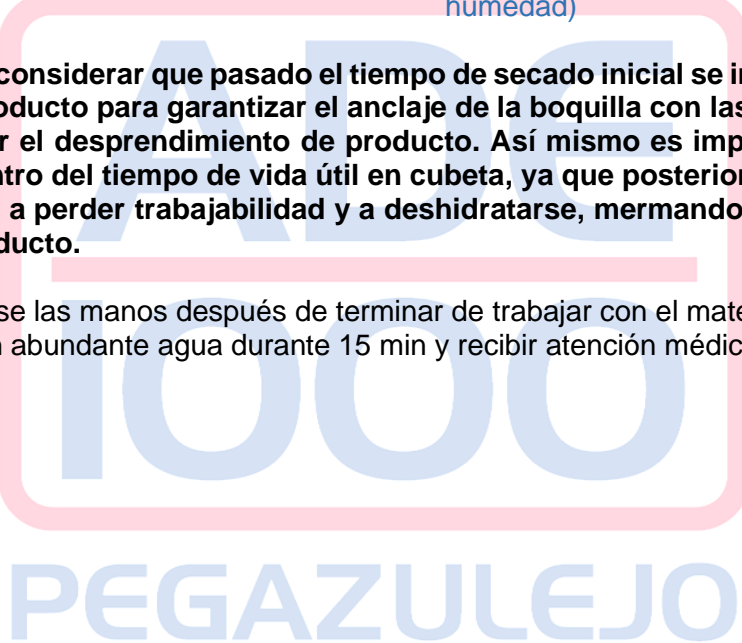 humedad)
considerar que pasado el tiempo de secado inicial se i
oducto para garantizar el anclaje de la boquilla con las
r el desprendimiento de producto. Así mismo es imp
ntro del tiempo de vida útil en cubeta, ya que posterior
a perder trabajabilidad y a deshidratarse, mermando
ducto.
se las manos después de terminar de trabajar con el mate
n abundante agua durante 15 min y recibir atención médic
ADE
1000
PEGAZULEJO